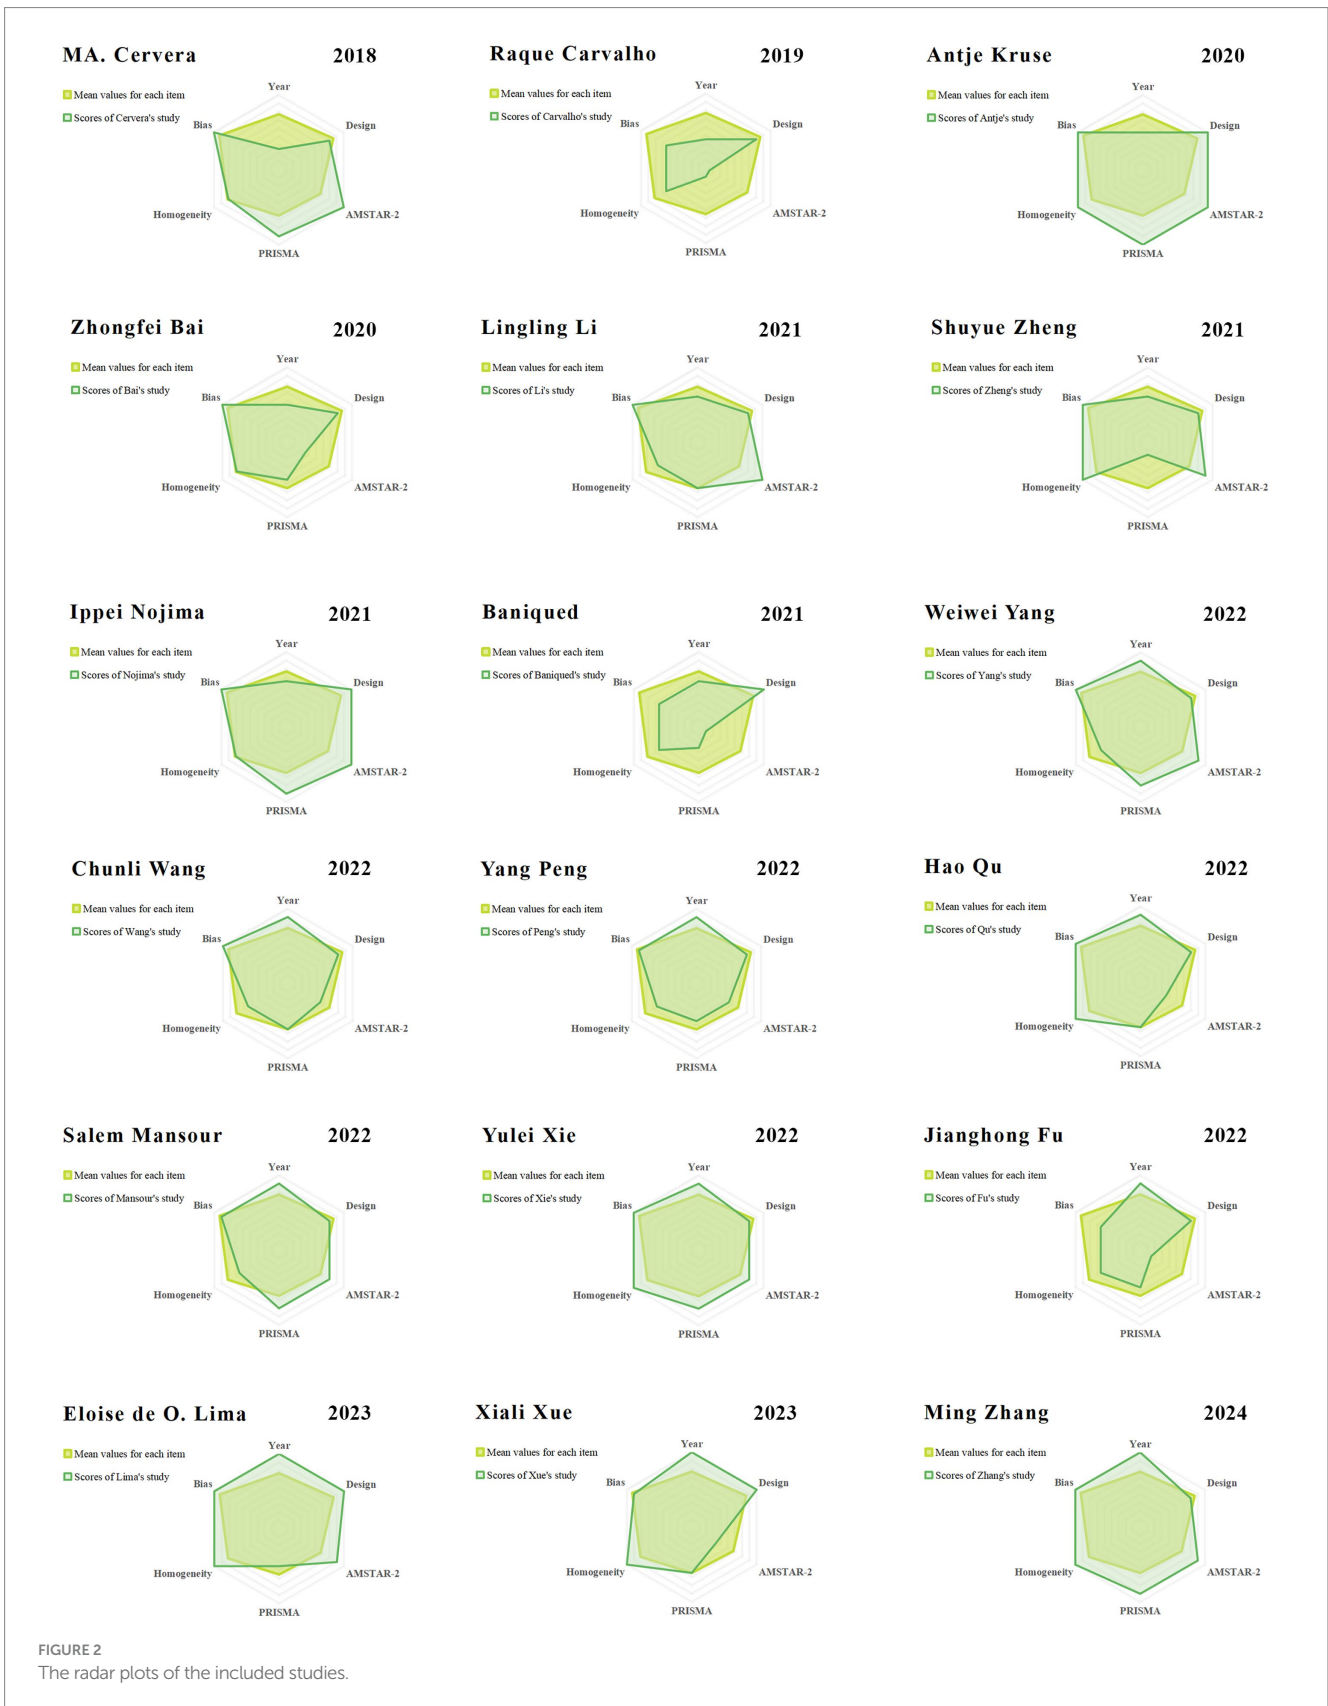 MA. Cervera 2018
Mean values for each item
Scores of Cervera's study
Year
Design
AMSTAR-2
PRISMA
Homogeneity
Bias
Raque Carvalho 2019
Mean values for each item
Scores of Carvalho's study
Year
Design
AMSTAR-2
PRISMA
Homogeneity
Bias
Antje Kruse 2020
Mean values for each item
Scores of Antje's study
Year
Design
AMSTAR-2
PRISMA
Homogeneity
Bias
Zhongfei Bai 2020
Mean values for each item
Scores of Bai's study
Year
Design
AMSTAR-2
PRISMA
Homogeneity
Bias
Lingling Li 2021
Mean values for each item
Scores of Li's study
Year
Design
AMSTAR-2
PRISMA
Homogeneity
Bias
Shuyue Zheng 2021
Mean values for each item
Scores of Zheng's study
Year
Design
AMSTAR-2
PRISMA
Homogeneity
Bias
Ippei Nojima 2021
Mean values for each item
Scores of Nojima's study
Year
Design
AMSTAR-2
PRISMA
Homogeneity
Bias
Baniqued 2021
Mean values for each item
Scores of Baniqued's study
Year
Design
AMSTAR-2
PRISMA
Homogeneity
Bias
Weiwei Yang 2022
Mean values for each item
Scores of Yang's study
Year
Design
AMSTAR-2
PRISMA
Homogeneity
Bias
Chunli Wang 2022
Mean values for each item
Scores of Wang's study
Year
Design
AMSTAR-2
PRISMA
Homogeneity
Bias
Yang Peng 2022
Mean values for each item
Scores of Peng's study
Year
Design
AMSTAR-2
PRISMA
Homogeneity
Bias
Hao Qu 2022
Mean values for each item
Scores of Qu's study
Year
Design
AMSTAR-2
PRISMA
Homogeneity
Bias
Salem Mansour 2022
Mean values for each item
Scores of Mansour's study
Year
Design
AMSTAR-2
PRISMA
Homogeneity
Bias
Yulei Xie 2022
Mean values for each item
Scores of Xie's study
Year
Design
AMSTAR-2
PRISMA
Homogeneity
Bias
Jianghong Fu 2022
Mean values for each item
Scores of Fu's study
Year
Design
AMSTAR-2
PRISMA
Homogeneity
Bias
Eloise de O. Lima 2023
Mean values for each item
Scores of Lima's study
Year
Design
AMSTAR-2
PRISMA
Homogeneity
Bias
Xiali Xue 2023
Mean values for each item
Scores of Xue's study
Year
Design
AMSTAR-2
PRISMA
Homogeneity
Bias
Ming Zhang 2024
Mean values for each item
Scores of Zhang's study
Year
Design
AMSTAR-2
PRISMA
Homogeneity
Bias
FIGURE 2
The radar plots of the included studies.